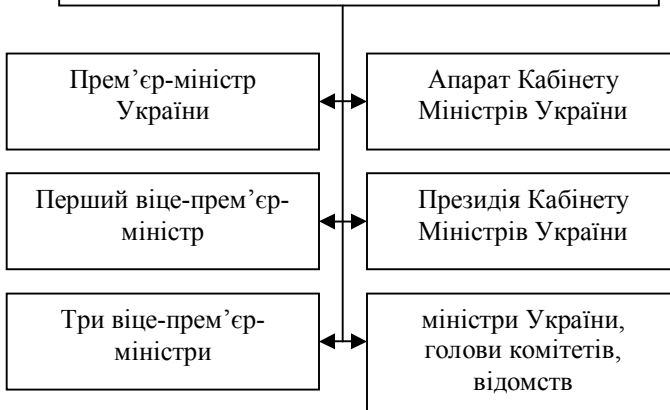 Прем’єр-міністр
України
Апарат Кабінету
Міністрів України
Перший віце-прем’єр-
міністр
Президія Кабінету
Міністрів України
Три віце-прем’єр-
міністри
міністри України,
голови комітетів,
відомств